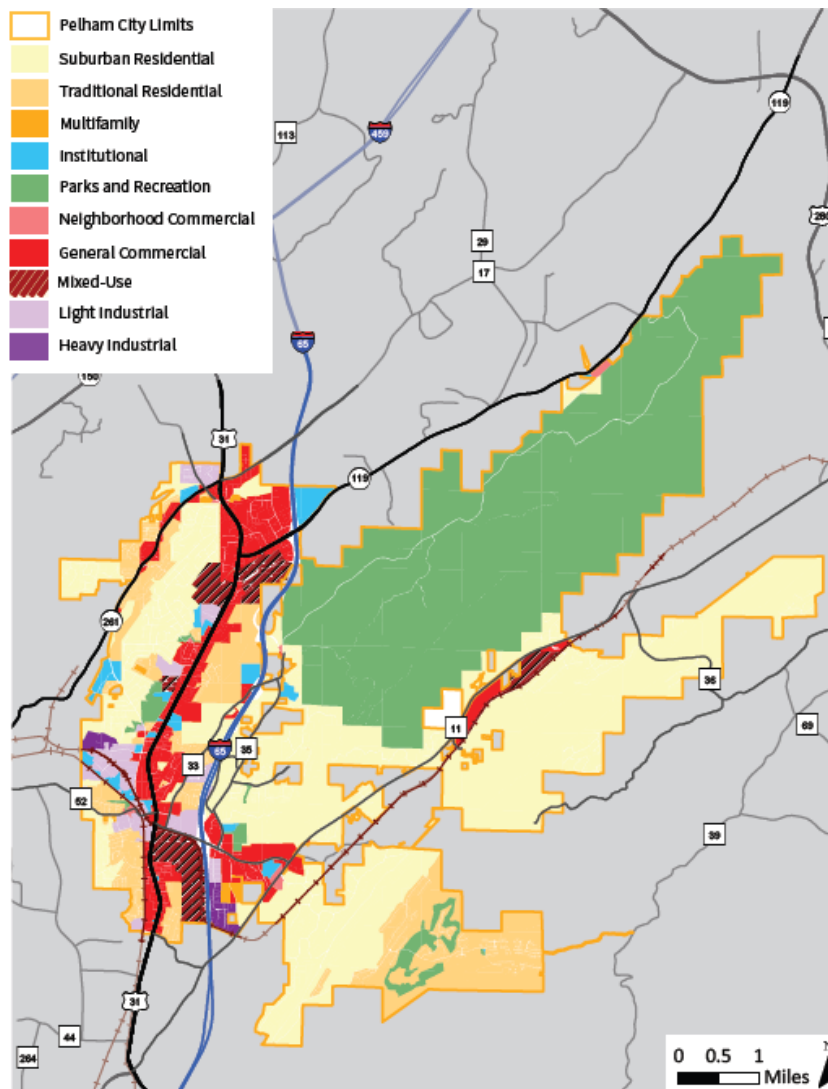 Pelham City Limits
Suburban Residential
Traditional Residential
Multifamily
Institutional
Parks and Recreation
Neighborhood Commercial
General Commercial
Mixed-Use
Light Industrial
Heavy Industrial
119
459
113
280
29
17
65
150
31
119
261
36
69
11
65
35
33
52
39
31
44
264
0 0.5 1
Miles